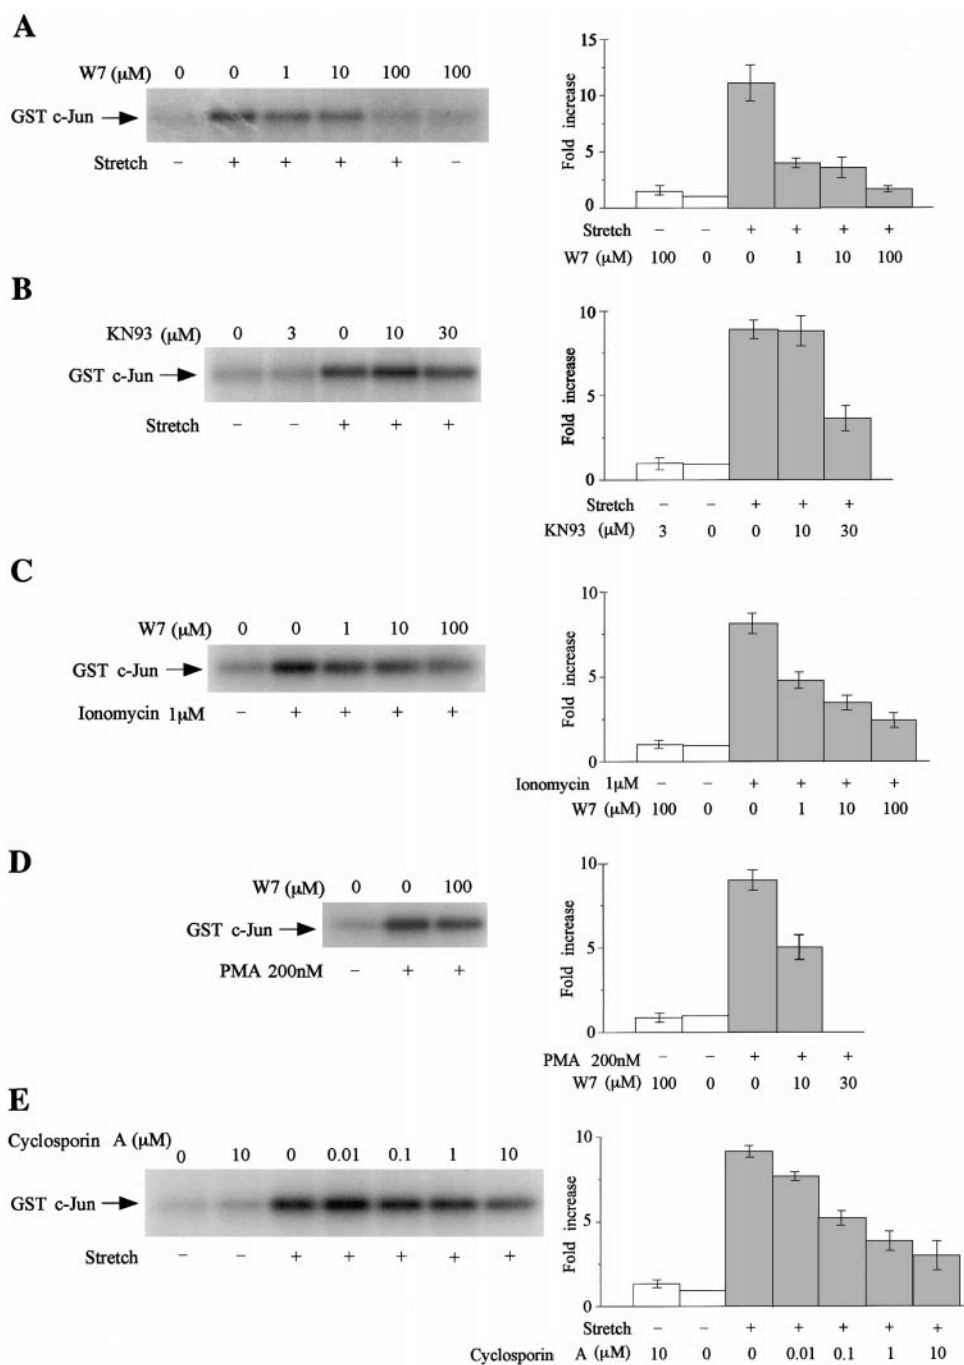 A
W7 (µM) 0 0 1 10 100 100
GST c-Jun
Stretch – + + + + –
Fold increase
15
10
5
0
Stretch – – + + + +
W7 (µM) 100 0 0 1 10 100
B
KN93 (µM) 0 3 0 10 30
GST c-Jun
Stretch – – + + +
Fold increase
10
5
0
Stretch – – + + +
KN93 (µM) 3 0 0 10 30
C
W7 (µM) 0 0 1 10 100
GST c-Jun
Ionomycin 1µM – + + + +
Fold increase
10
5
0
Ionomycin 1µM – – + + + +
W7 (µM) 100 0 0 1 10 100
D
W7 (µM) 0 0 100
GST c-Jun
PMA 200nM – + +
Fold increase
10
5
0
PMA 200nM – – + + +
W7 (µM) 100 0 0 10 30
E
Cyclosporin A (µM) 0 10 0 0.01 0.1 1 10
GST c-Jun
Stretch – – + + + + +
Fold increase
10
5
0
Stretch – – + + + + +
Cyclosporin A (µM) 10 0 0 0.01 0.1 1 10